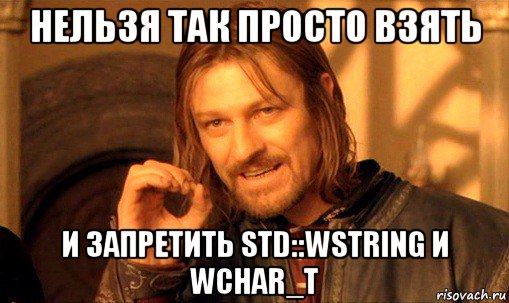 НЕЛЬЗЯ ТАК ПРОСТО ВЗЯТЬ
И ЗАПРЕТИТЬ STD::WSTRING И
WCHAR_T
risovach.ru